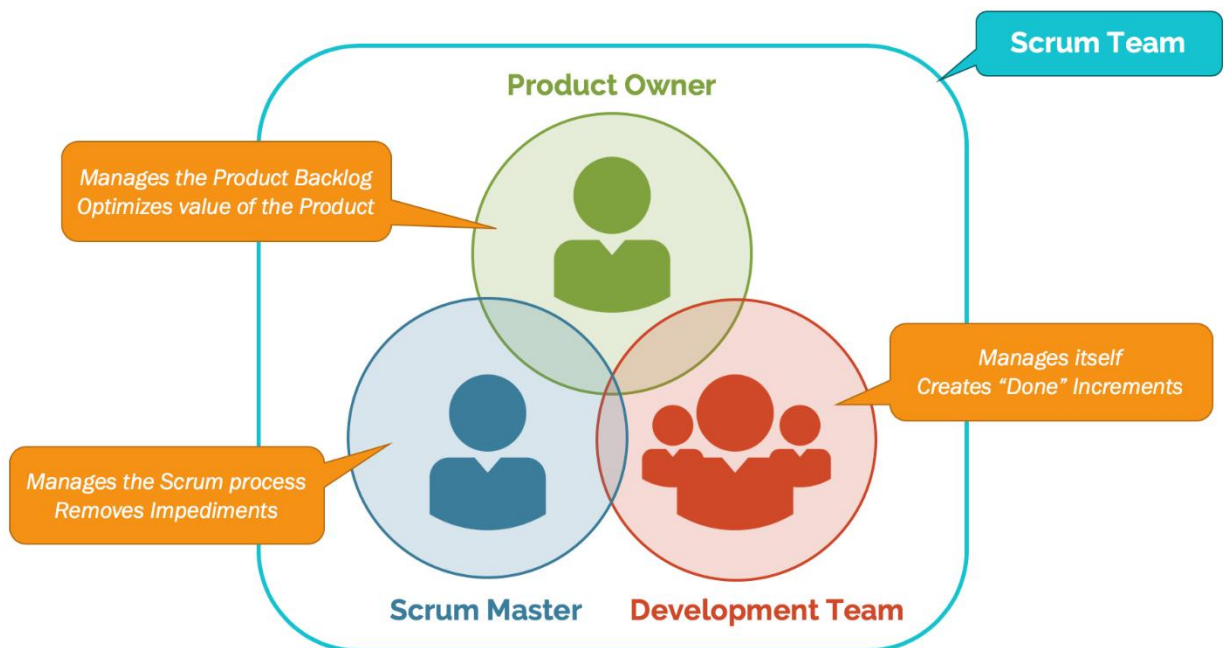 Scrum Team
Product Owner
Manages the Product Backlog
Optimizes value of the Product
Manages itself
Creates “Done” Increments
Manages the Scrum process
Removes Impediments
Scrum Master
Development Team